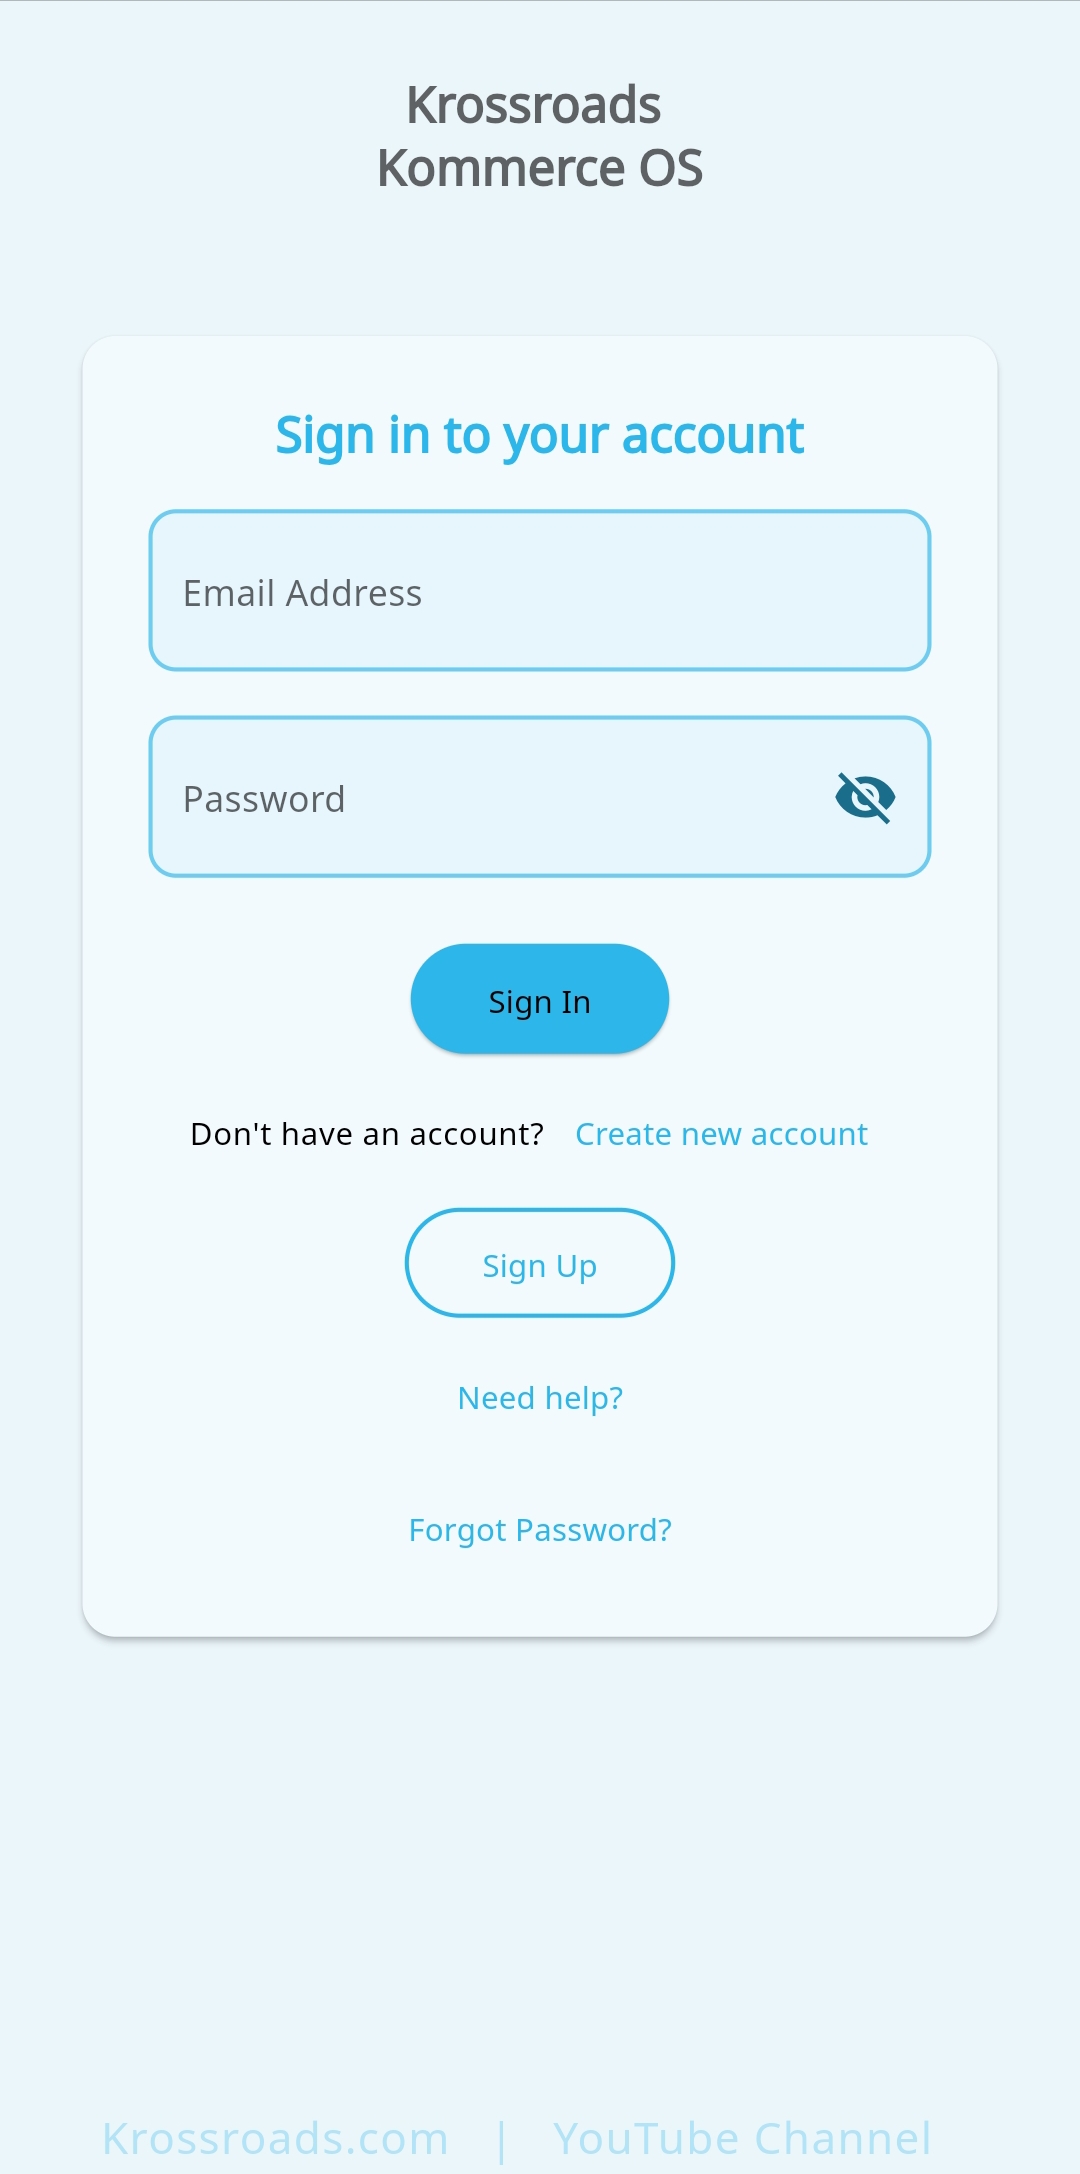 Krossroads
Kommerce OS
Sign in to your account
Email Address
Password
Sign In
Don't have an account? Create new account
Sign Up
Need help?
Forgot Password?
Krossroads.com | YouTube Channel